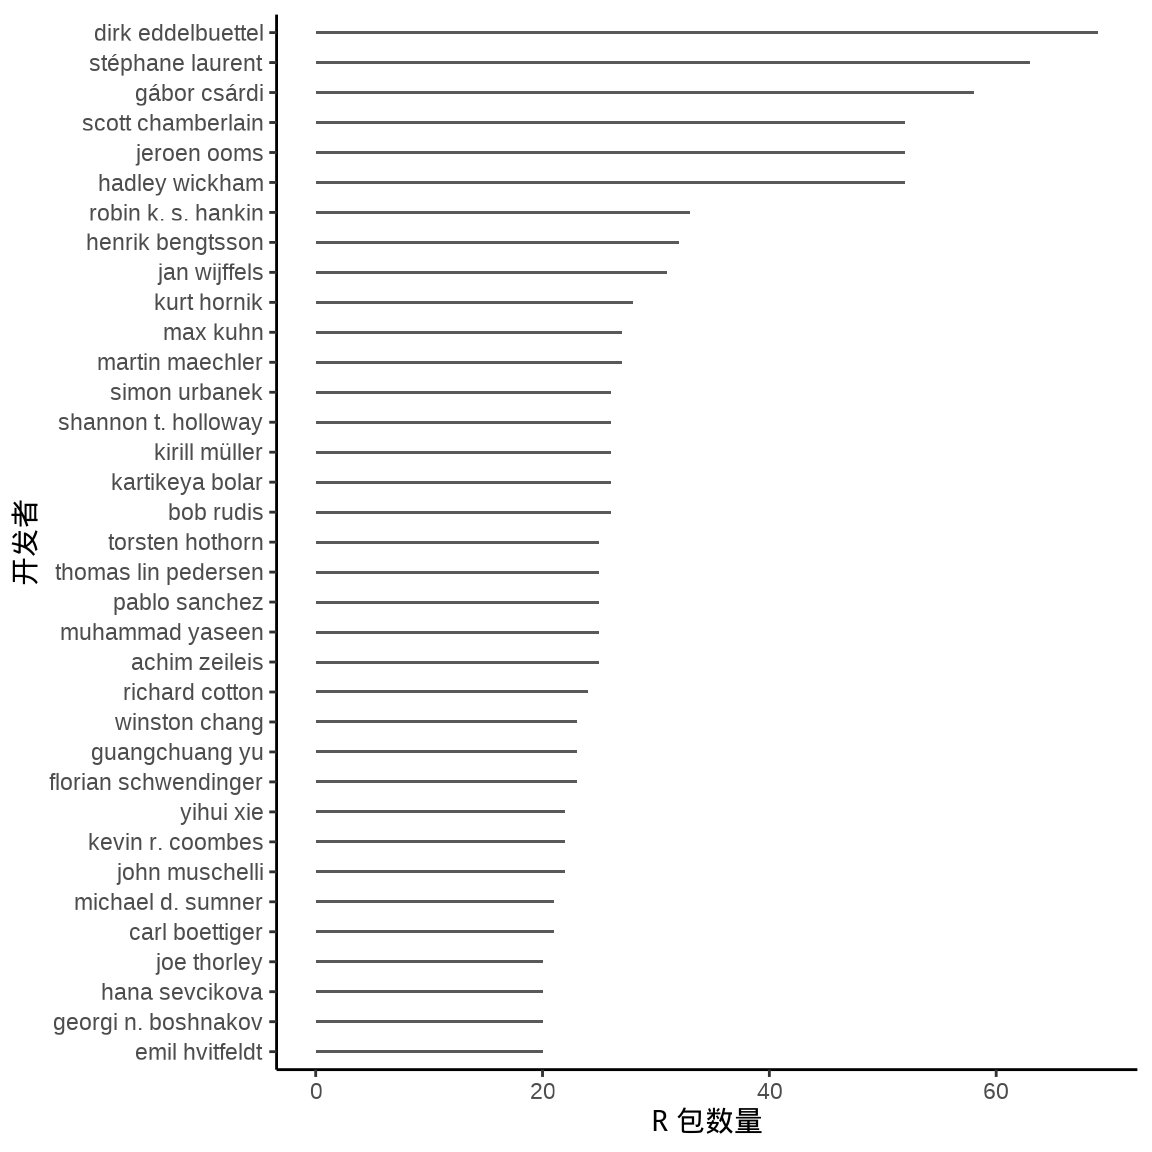 dirk eddelbuettel
stéphane laurent
gábor csárdi
scott chamberlain
jeroen ooms
hadley wickham
robin k. s. hankin
henrik bengtsson
jan wijffels
kurt hornik
max kuhn
martin maechler
simon urbanek
shannon t. holloway
kirill müller
kartikeya bolar
bob rudis
torsten hothorn
thomas lin pedersen
pablo sanchez
muhammad yaseen
achim zeileis
richard cotton
winston chang
guangchuang yu
florian schwendinger
yihui xie
kevin r. coombes
john muschelli
michael d. sumner
carl boettiger
joe thorley
hana sevcikova
georgi n. boshnakov
emil hvitfeldt
开发者
0 20 40 60
R 包数量